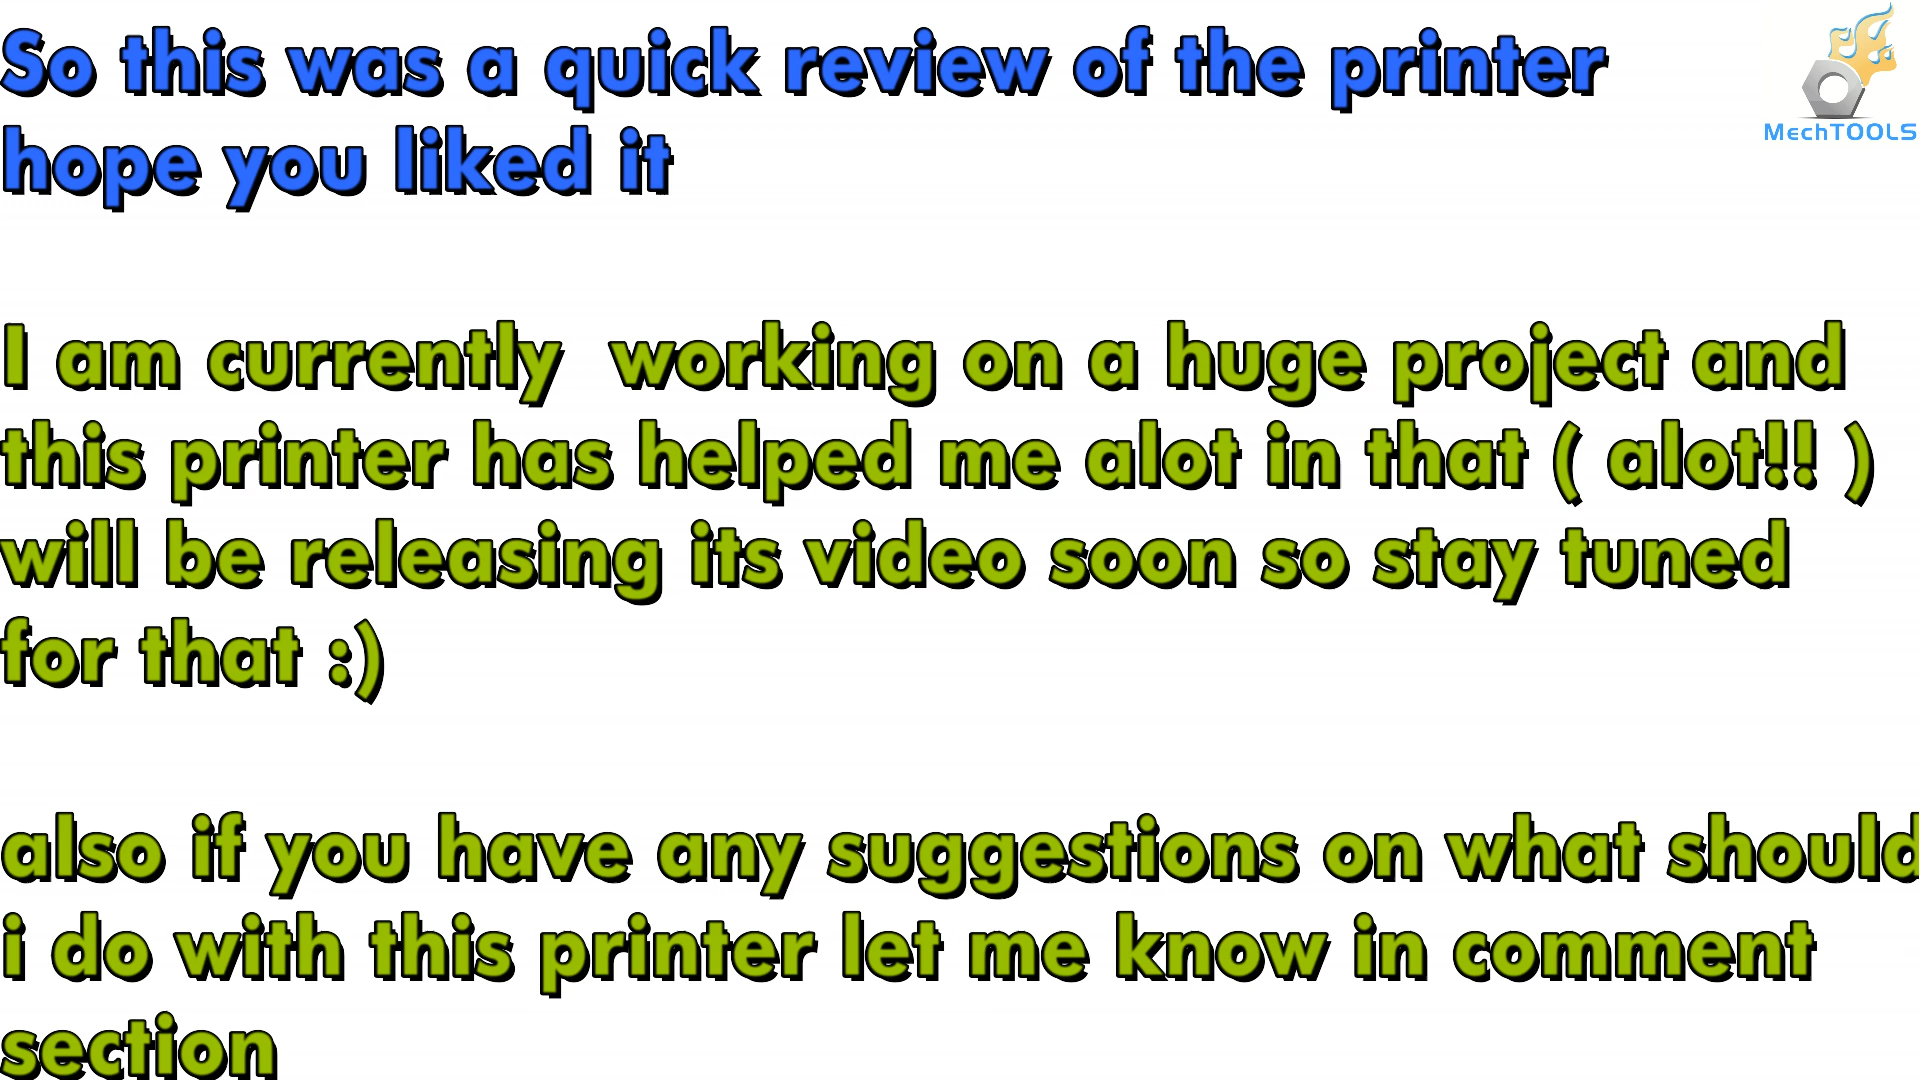 So this was a quick review of the printer
hope you liked it
MechTOOLS
I am currently  working on a huge project and
this printer has helped me alot in that ( alot!! )
will be releasing its video soon so stay tuned
for that :)
also if you have any suggestions on what should
i do with this printer let me know in comment
section